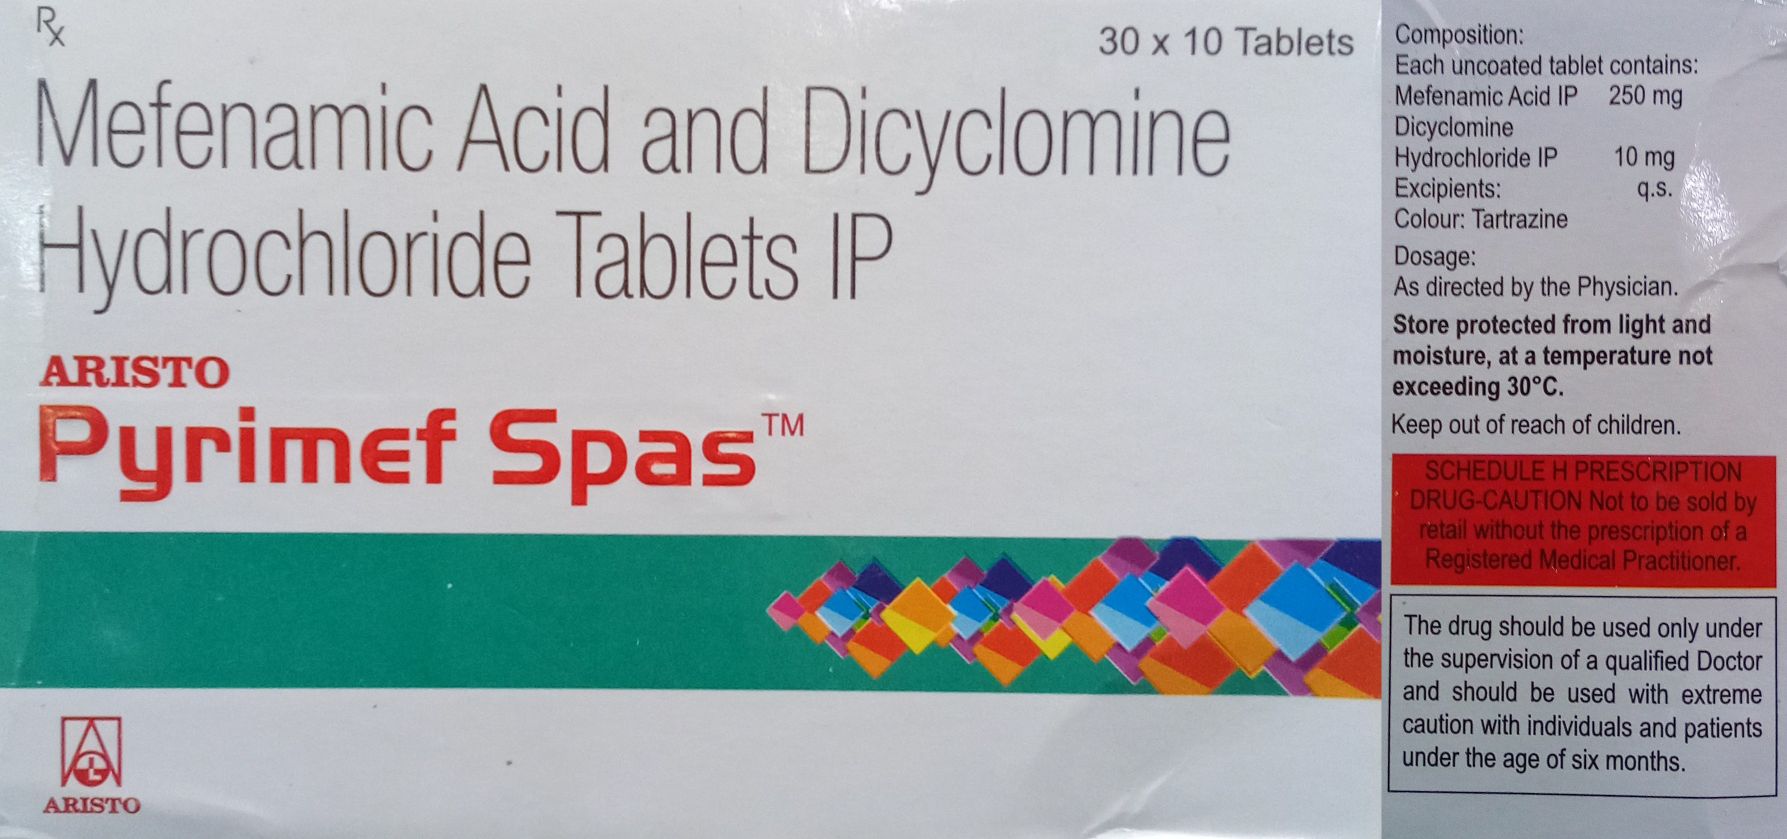 Rx
30 x 10 Tablets
Mefenamic Acid and Dicyclomine
Hydrochloride Tablets IP
ARISTO
Pyrimef Spas™
ARISTO
Composition:
Each uncoated tablet contains:
Mefenamic Acid IP 250 mg
Dicyclomine
Hydrochloride IP 10 mg
Excipients: q.s.
Colour: Tartrazine
Dosage:
As directed by the Physician.
Store protected from light and
moisture, at a temperature not
exceeding 30°C.
Keep out of reach of children.
SCHEDULE H PRESCRIPTION
DRUG-CAUTION Not to be sold by
retail without the prescription of a
Registered Medical Practitioner.
The drug should be used only under
the supervision of a qualified Doctor
and should be used with extreme
caution with individuals and patients
under the age of six months.